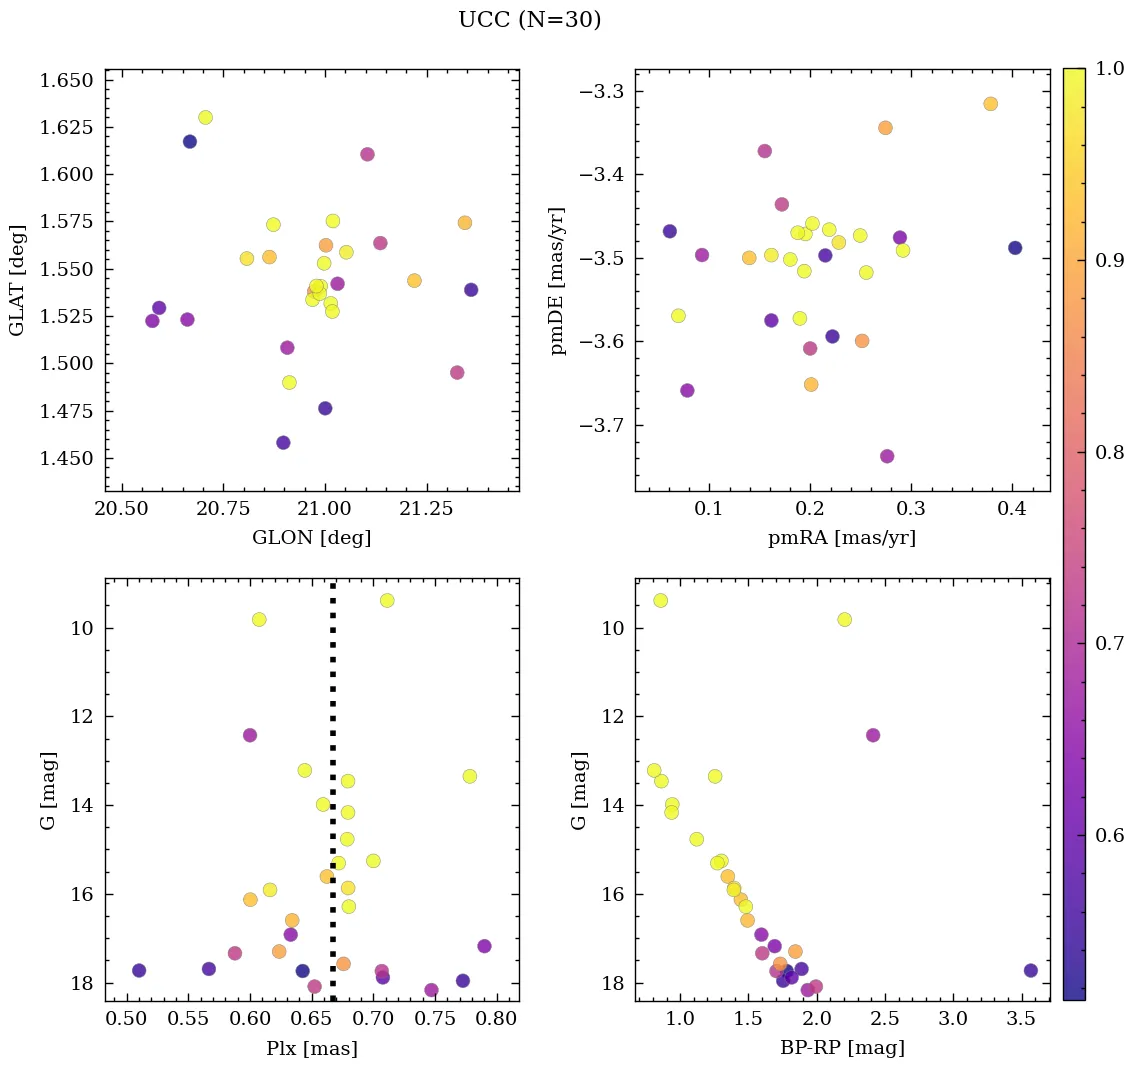 UCC (N=30)
1.650
1.625
1.600
1.575
1.550
1.525
1.500
1.475
1.450
GLAT [deg]
20.50 20.75 21.00 21.25
GLON [deg]
−3.3
−3.4
−3.5
−3.6
−3.7
pmDE [mas/yr]
0.1 0.2 0.3 0.4
pmRA [mas/yr]
1.0
0.9
0.8
0.7
0.6
10
12
14
16
18
G [mag]
0.50 0.55 0.60 0.65 0.70 0.75 0.80
Plx [mas]
10
12
14
16
18
G [mag]
1.0 1.5 2.0 2.5 3.0 3.5
BP-RP [mag]